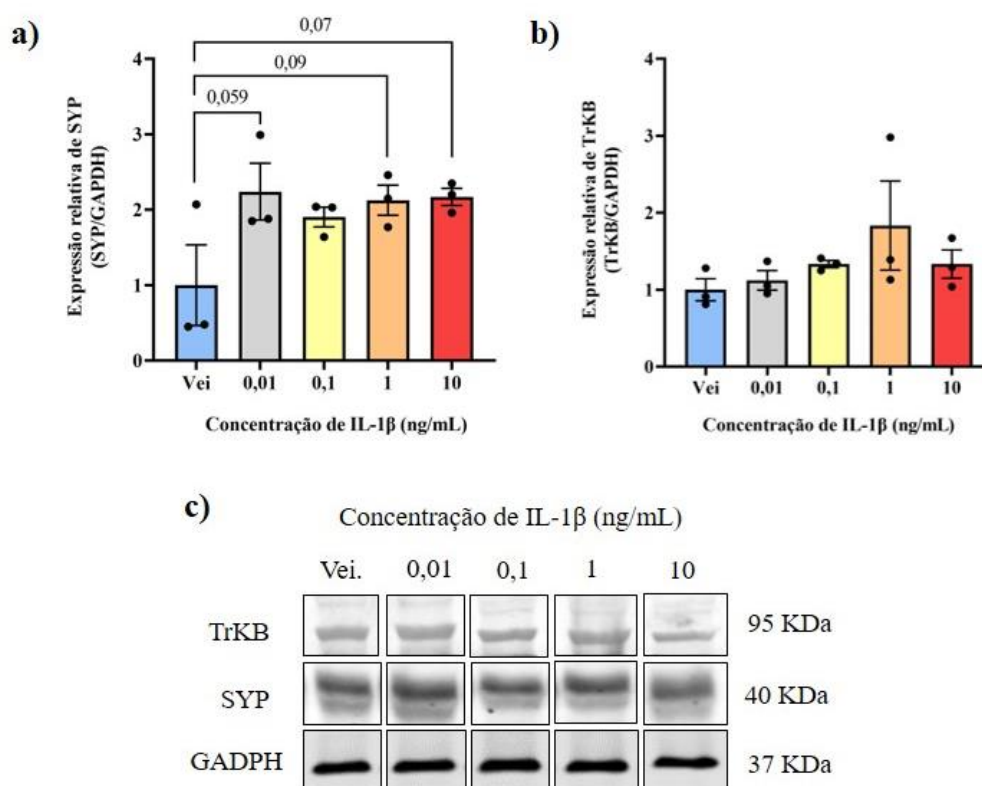 a)
0,07
0,09
0,059
Expressão relativa de SYP
(SYP/GAPDH)
4
3
2
1
0
Vei 0,01 0,1 1 10
Concentração de IL-1β (ng/mL)
b)
Expressão relativa de TrKB
(TrKB/GAPDH)
4
3
2
1
0
Vei 0,01 0,1 1 10
Concentração de IL-1β (ng/mL)
c)
Concentração de IL-1β (ng/mL)
Vei. 0,01 0,1 1 10
TrKB 95 KDa
SYP 40 KDa
GADPH 37 KDa